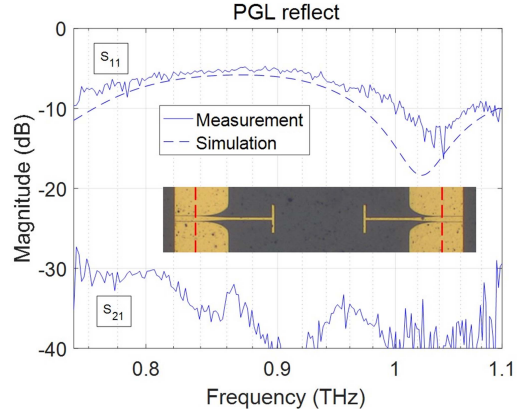 PGL reflect
0
-10
-20
-30
-40
Magnitude (dB)
S11
Measurement
Simulation
S21
0.8
0.9
1
1.1
Frequency (THz)